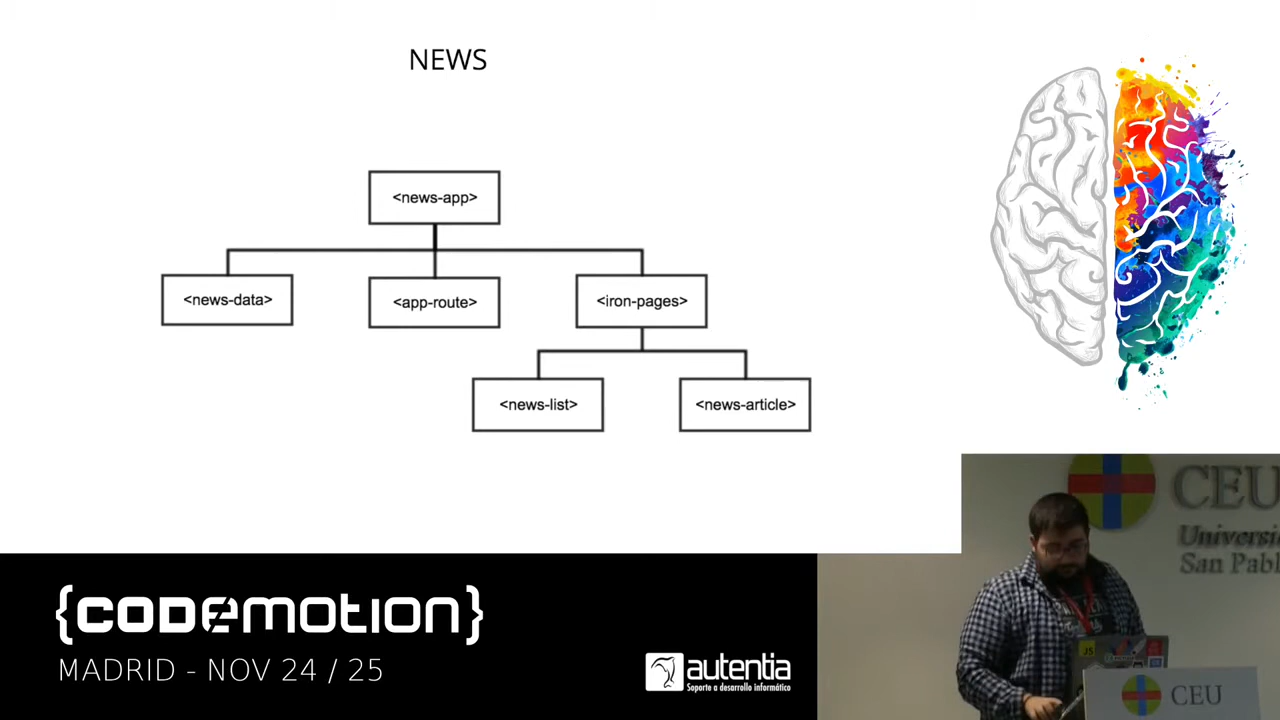 NEWS
<news-app>
<news-data>
<app-route>
<iron-pages>
<news-list>
<news-article>
{CODEMOTION}
MADRID - NOV 24 / 25
autentia
Soporte a desarrollo informático
CEU
San Pabl
JS
CEU